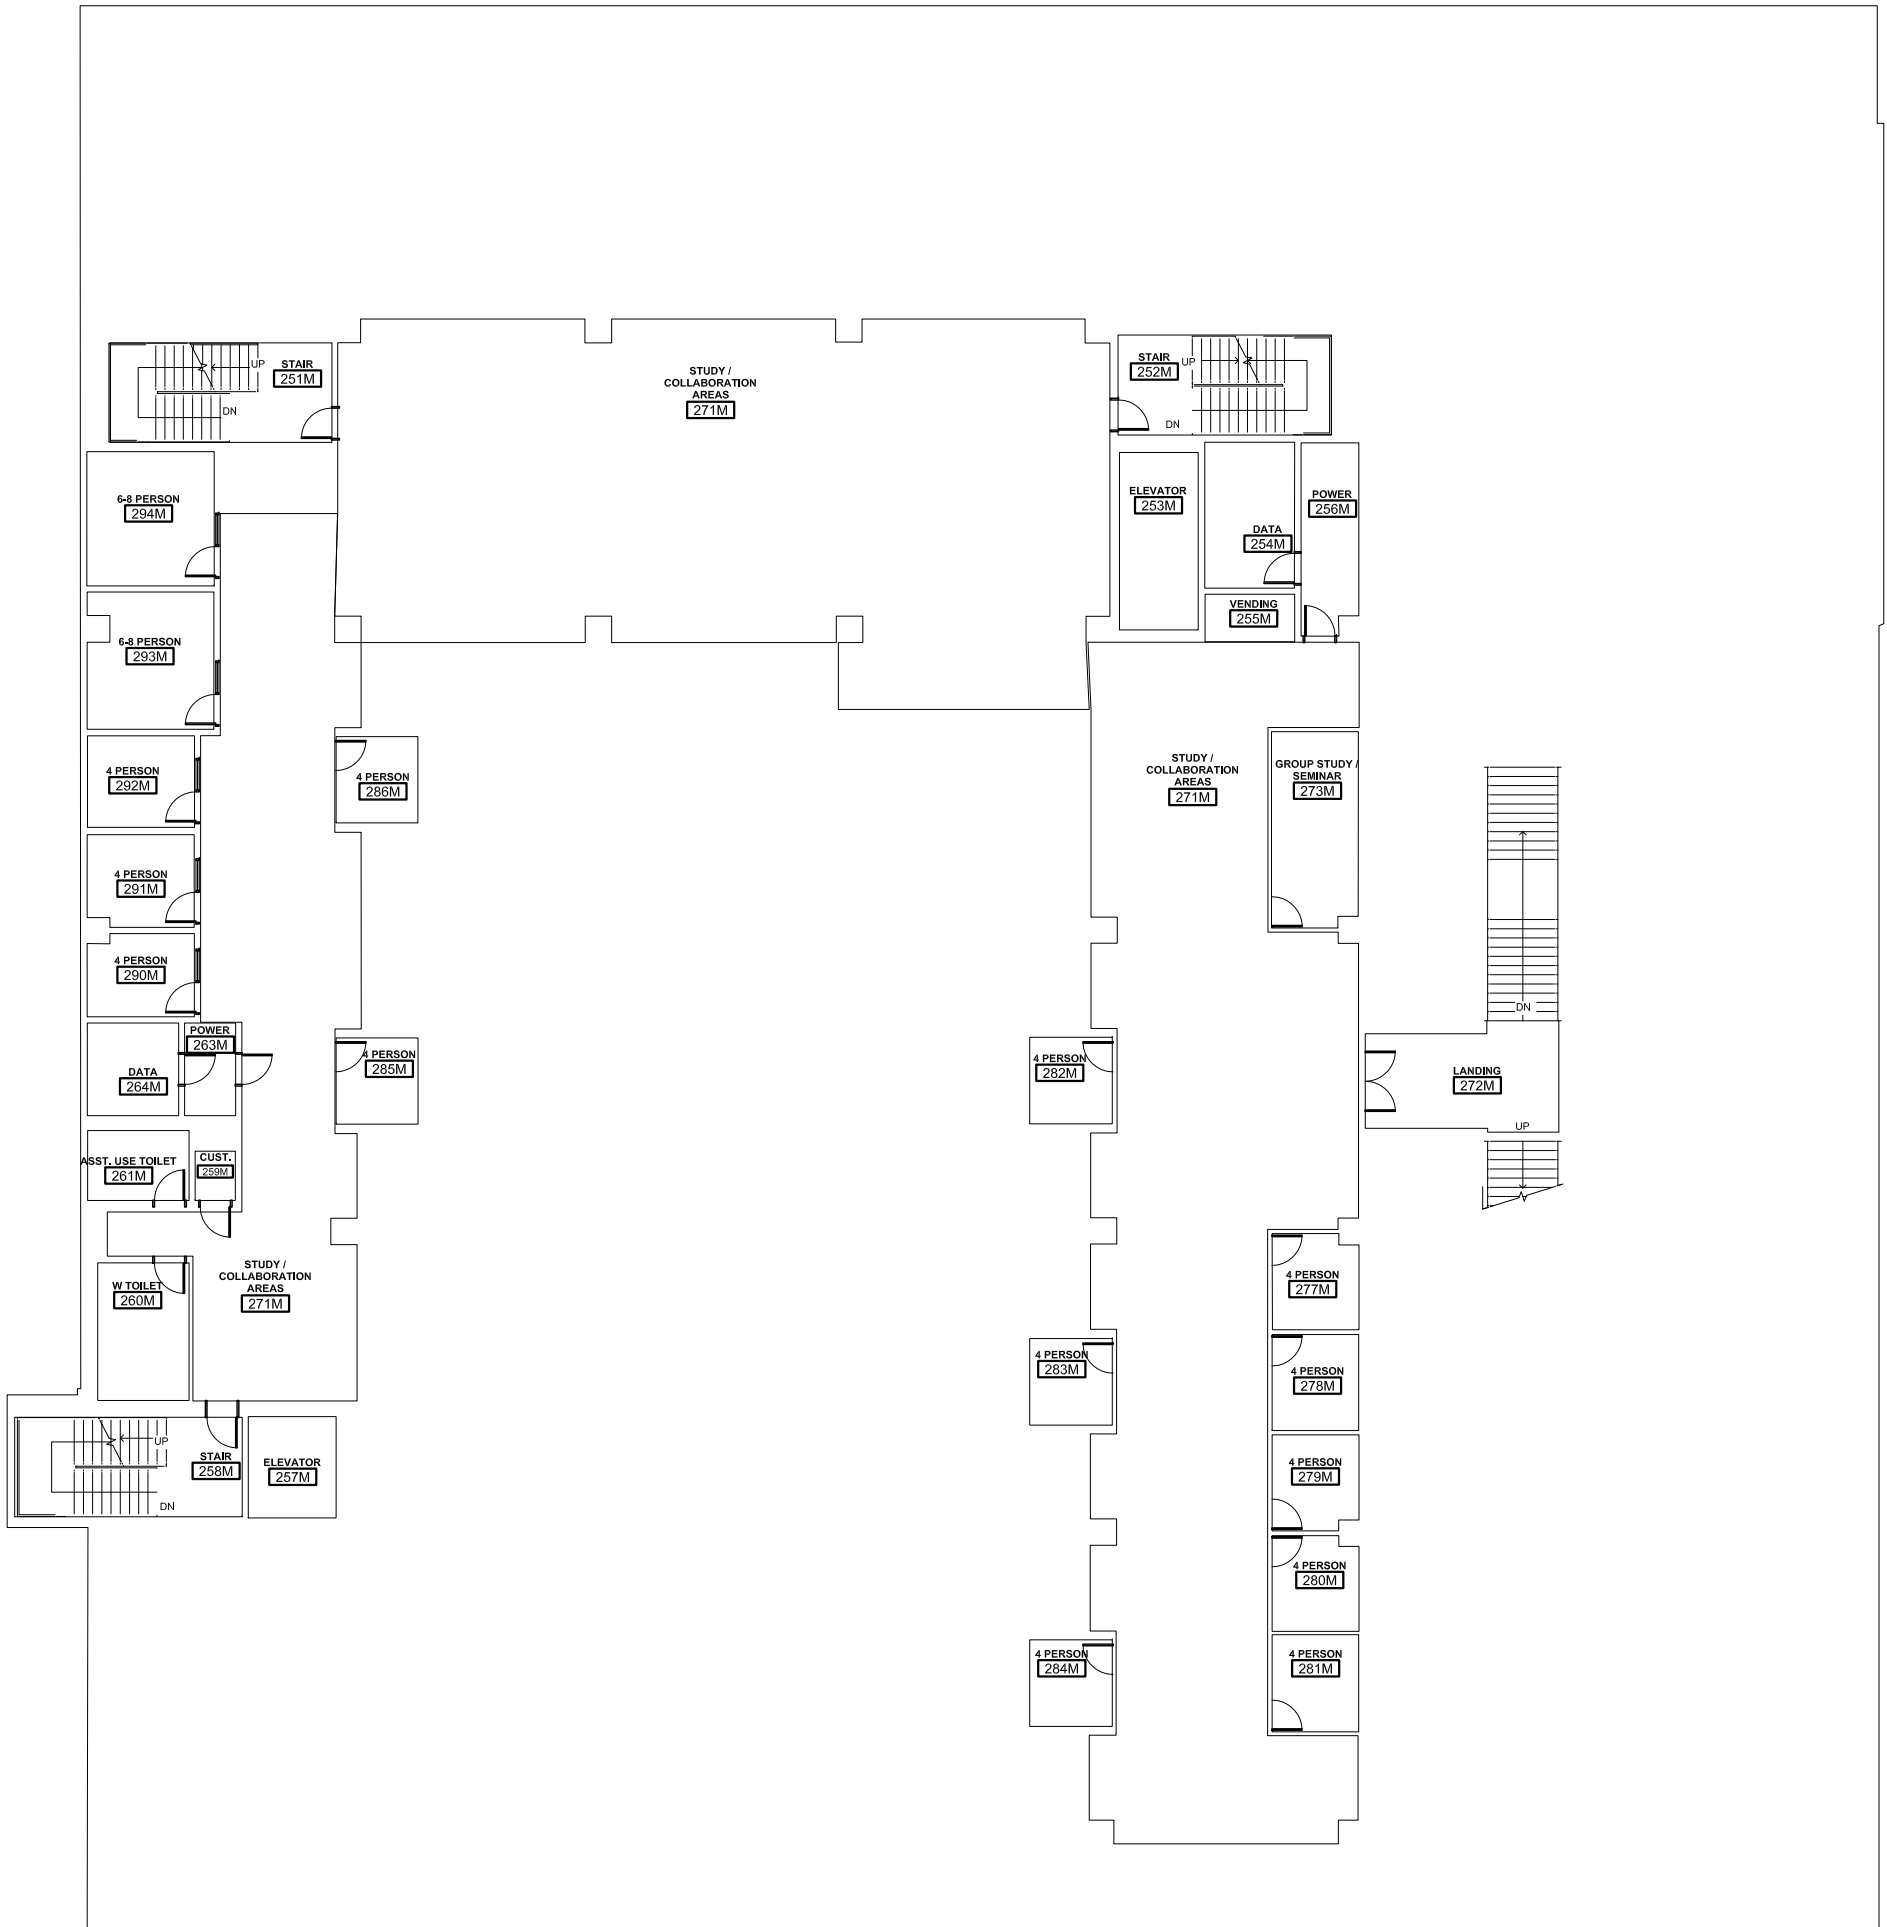 STAIR
251M
UP
DN
STUDY /
COLLABORATION
AREAS
271M
STAIR
252M
UP
DN
6-8 PERSON
294M
ELEVATOR
253M
POWER
256M
DATA
254M
VENDING
255M
6-8 PERSON
293M
4 PERSON
292M
4 PERSON
286M
STUDY /
COLLABORATION
AREAS
271M
GROUP STUDY /
SEMINAR
273M
4 PERSON
291M
4 PERSON
290M
DN
POWER
263M
DATA
264M
4 PERSON
285M
4 PERSON
282M
LANDING
272M
UP
ASST. USE TOILET
261M
CUST.
259M
W TOILET
260M
STUDY /
COLLABORATION
AREAS
271M
4 PERSON
277M
4 PERSON
283M
4 PERSON
278M
UP
DN
STAIR
258M
ELEVATOR
257M
4 PERSON
279M
4 PERSON
280M
4 PERSON
284M
4 PERSON
281M